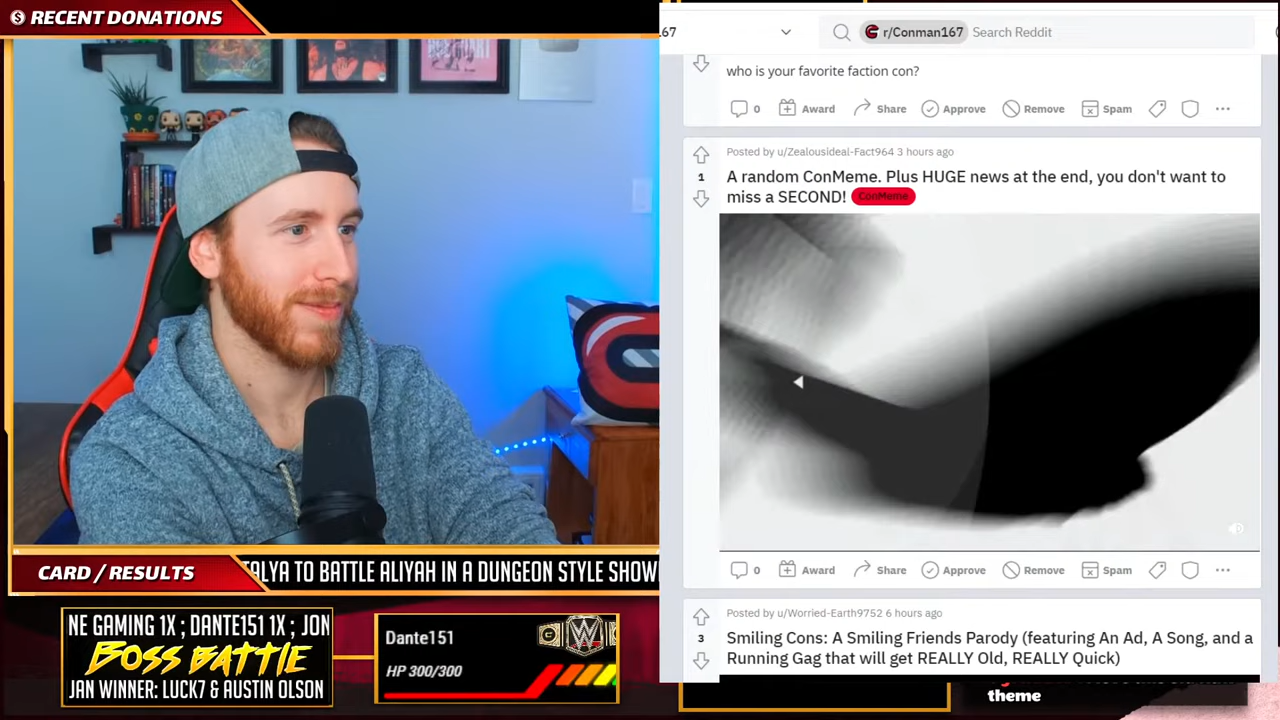 RECENT DONATIONS
.67
r/Conman167
Search Reddit
who is your favorite faction con?
0
Award
Share
Approve
Remove
Spam
Posted by u/Zealousideal-Fact964 3 hours ago
1
A random ConMeme. Plus HUGE news at the end, you don't want to
miss a SECOND!
ConMeme
0
Award
Share
Approve
Remove
Spam
Posted by u/Worried-Earth9752 6 hours ago
3
Smiling Cons: A Smiling Friends Parody (featuring An Ad, A Song, and a
Running Gag that will get REALLY Old, REALLY Quick)
CARD / RESULTS
TALYA TO BATTLE ALIYAH IN A DUNGEON STYLE SHOW
NE GAMING 1X ; DANTE151 1X ; JON
BOSS BATTLE
JAN WINNER: LUCK7 & AUSTIN OLSON
Dante151
HP 300/300
theme